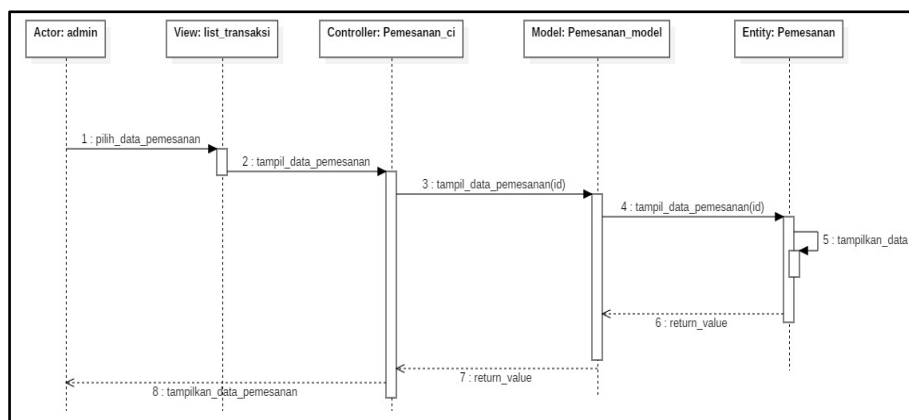 Actor: admin
View: list_transaksi
Controller: Pemesanan_ci
Model: Pemesanan_model
Entity: Pemesanan
1 : pilih_data_pemesanan
2 : tampil_data_pemesanan
3 : tampil_data_pemesanan(id)
4 : tampil_data_pemesanan(id)
5 : tampilkan_data
6 : return_value
7 : return_value
8 : tampilkan_data_pemesanan